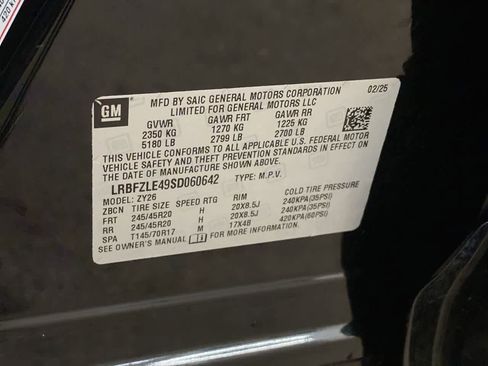 420 K
GM
MFD BY SAIC GENERAL MOTORS CORPORATION 02/25
LIMITED FOR GENERAL MOTORS LLC
GVWR GAWR FRT GAWR RR
2350 KG 1270 KG 1225 KG
5180 LB 2799 LB 2700 LB
THIS VEHICLE CONFORMS TO ALL APPLICABLE U.S. FEDERAL MOTOR
VEHICLE SAFETY, BUMPER, AND THEFT PREVENTION STANDARDS IN EFFECT ON
THE DATE OF MANUFACTURE SHOWN ABOVE.
LRBFZLE49SD060642 TYPE: M.P.V.
MODEL: ZY26
ZBCN TIRE SIZE SPEED RTG RIM COLD TIRE PRESSURE
FRT 245/45R20 H 20X8.5J 240KPA(35PSI)
RR 245/45R20 H 20X8.5J 240KPA(35PSI)
SPA T145/70R17 M 17X4B 420KPA(60PSI)
SEE OWNER'S MANUAL FOR MORE INFORMATION.